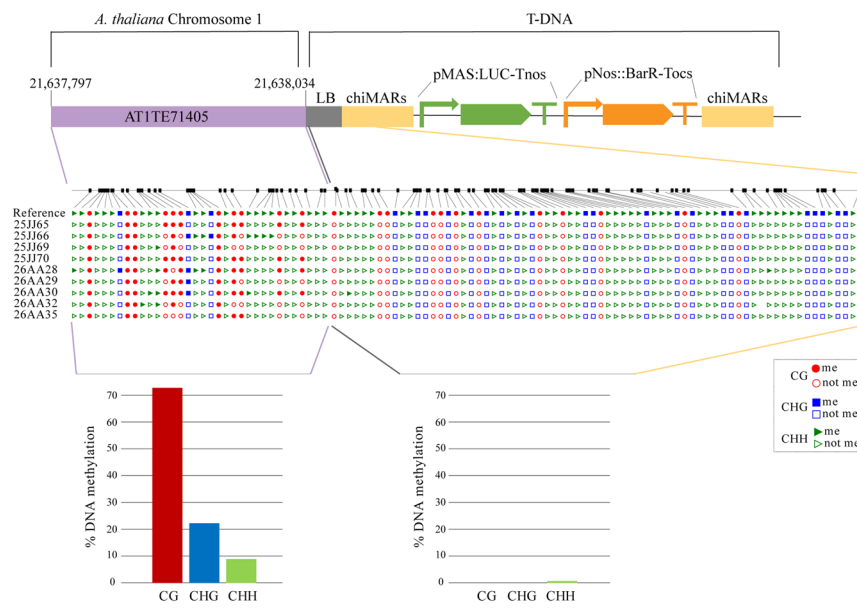 A. thaliana Chromosome 1
T-DNA
21,637,797
21,638,034
pMAS:LUC-Tnos
pNos::BarR-Tocs
AT1TE71405
LB
chiMARs
chiMARs
Reference
25JJ65
25JJ66
25JJ69
25JJ70
26AA28
26AA29
26AA30
26AA32
26AA35
CG
me
not me
CHG
me
not me
CHH
me
not me
% DNA methylation
70
60
50
40
30
20
10
0
CG CHG CHH
% DNA methylation
70
60
50
40
30
20
10
0
CG CHG CHH